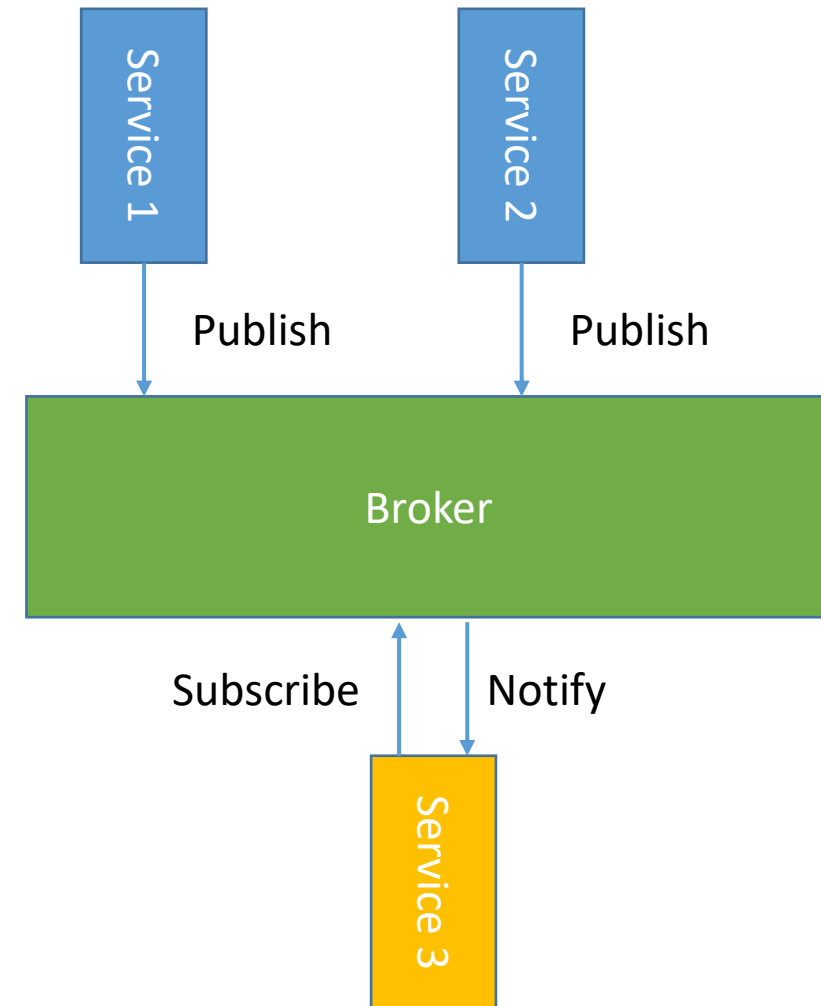 Service 1
Service 2
Publish
Publish
Broker
Subscribe
Notify
Service 3